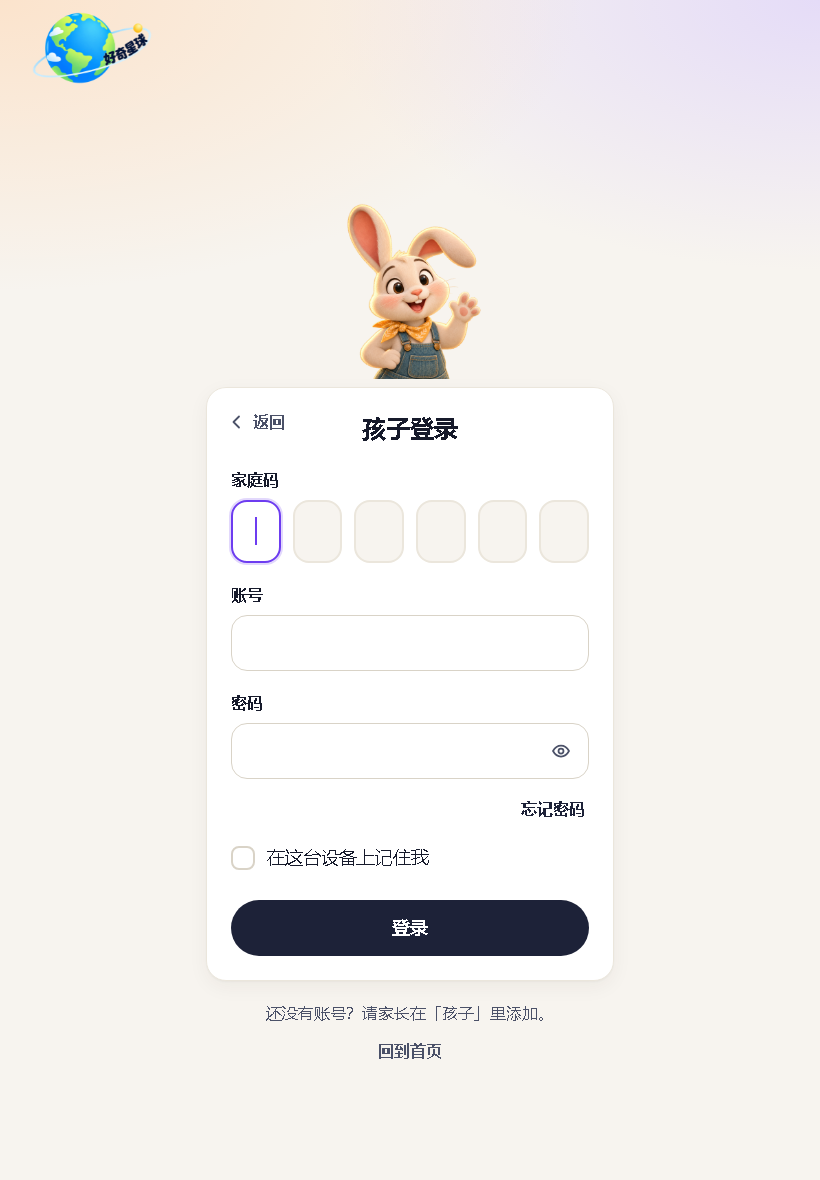 好奇星球
返回
孩子登录
家庭码
账号
密码
忘记密码
在这台设备上记住我
登录
还没有账号？请家长在「孩子」里添加。
回到首页